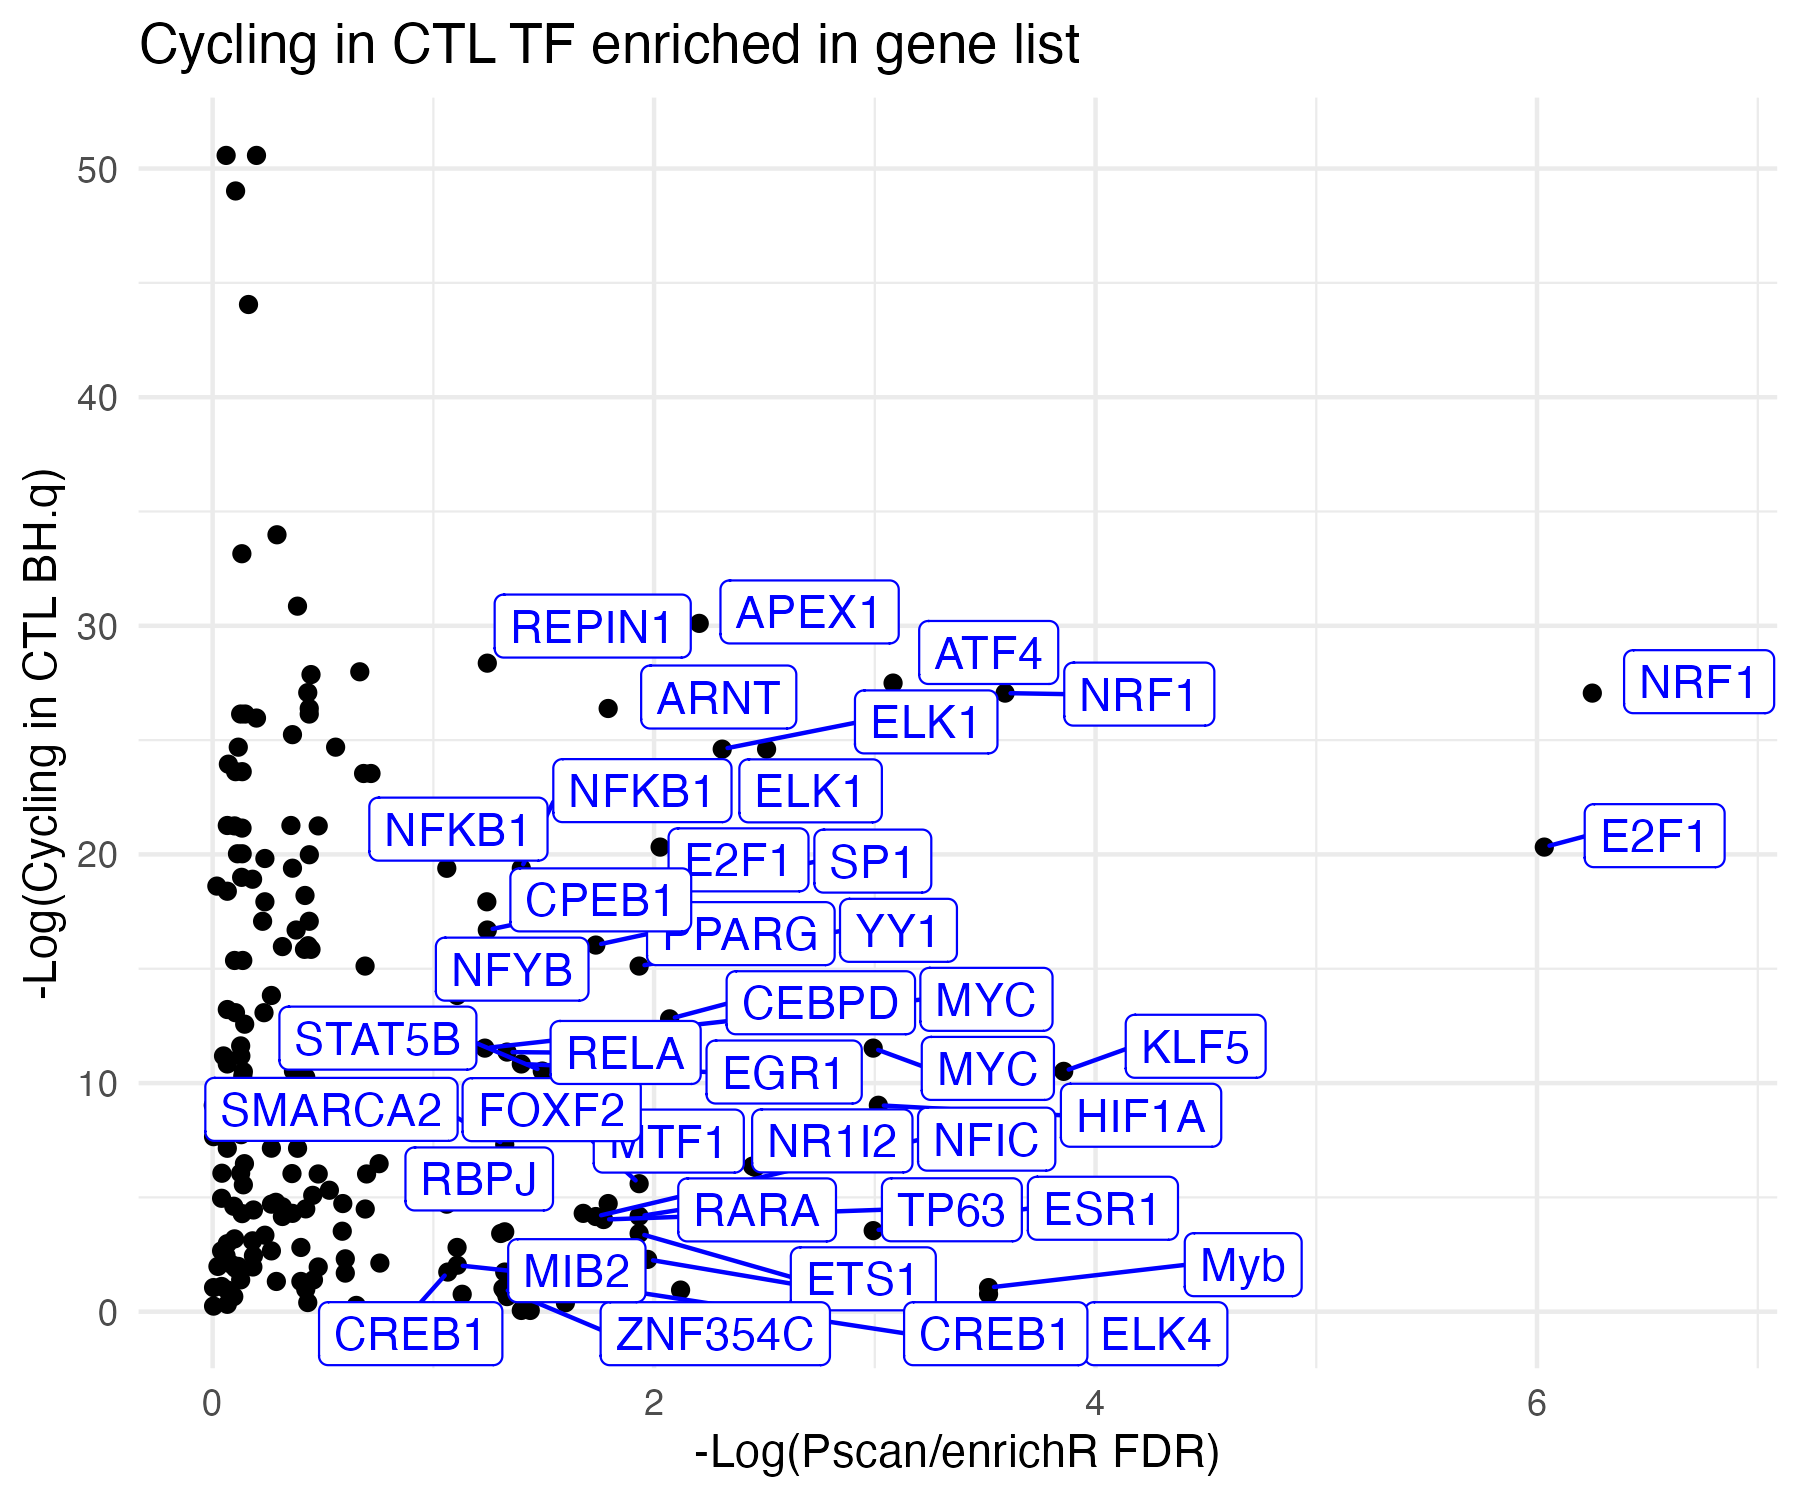 Cycling in CTL TF enriched in gene list
-Log(Cycling in CTL BH.q)
50
40
30
20
10
0
REPIN1
APEX1
ATF4
ARNT
NRF1
NRF1
ELK1
NFKB1
ELK1
NFKB1
E2F1
E2F1
SP1
CPEB1
PPARG
YY1
NFYB
CEBPD
MYC
STAT5B
RELA
EGR1
MYC
KLF5
SMARCA2
FOXF2
HIF1A
MTF1
NR1I2
NFIC
RBPJ
RARA
TP63
ESR1
MIB2
ETS1
Myb
CREB1
ZNF354C
CREB1
ELK4
0
2
4
6
-Log(Pscan/enrichR FDR)